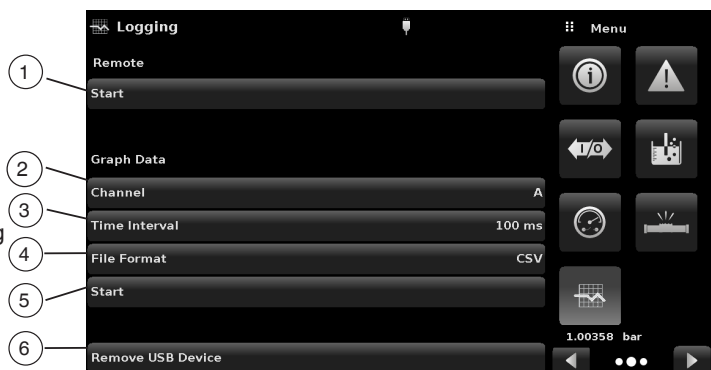 Logging
Menu
1
Remote
Start
Graph Data
2
Channel A
3
Time Interval 100 ms
g
4
File Format CSV
5
Start
6
Remove USB Device
I/O
1.00358 bar